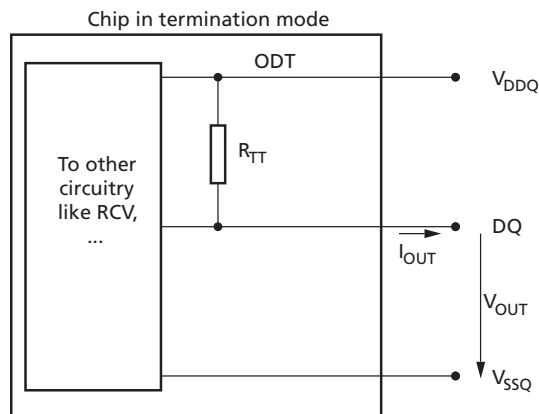 Chip in termination mode
ODT
V_DDQ
R_TT
To other
circuitry
like RCV,
...
DQ
I_OUT
V_OUT
V_SSQ